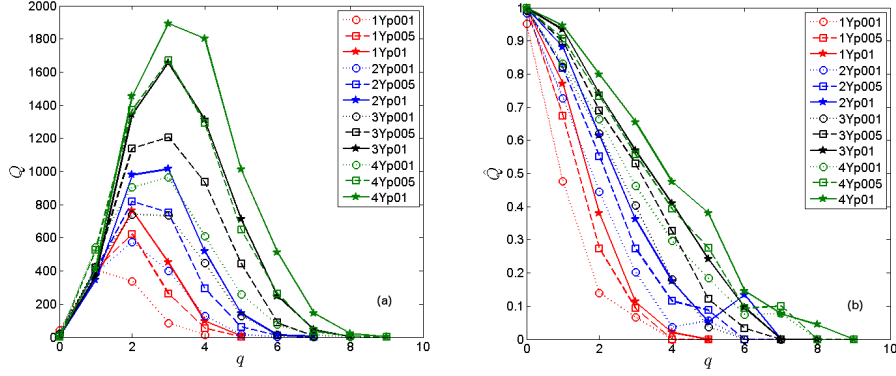 2000
1800
1600
1400
1200
1000
800
600
400
200
0
Q
0 2 4 6 8 10
q
(a)
1Yp001
1Yp005
1Yp01
2Yp001
2Yp005
2Yp01
3Yp001
3Yp005
3Yp01
4Yp001
4Yp005
4Yp01
1
0.9
0.8
0.7
0.6
0.5
0.4
0.3
0.2
0.1
0
Q̂
0 2 4 6 8 10
q
(b)
1Yp001
1Yp005
1Yp01
2Yp001
2Yp005
2Yp01
3Yp001
3Yp005
3Yp01
4Yp001
4Yp005
4Yp01